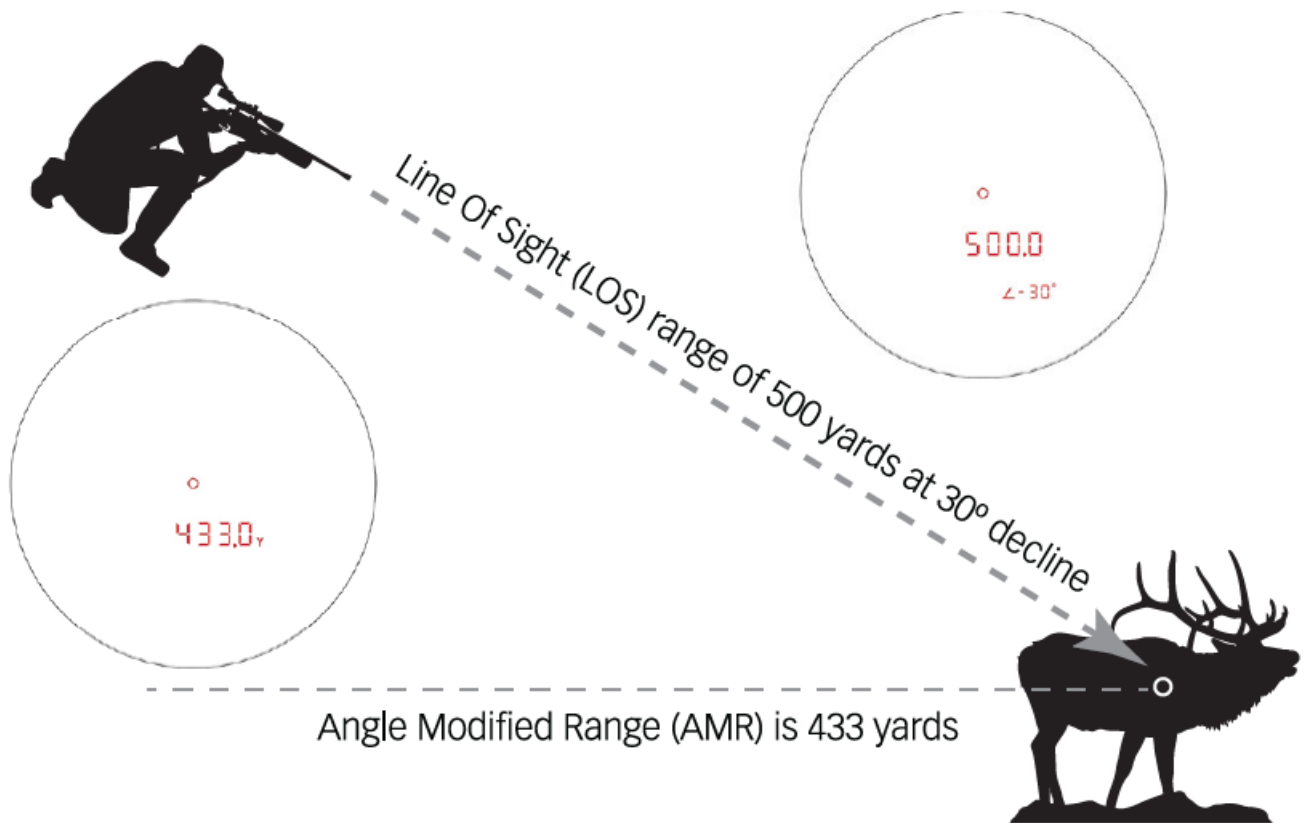 Line Of Sight (LOS) range of 500 yards at 30º decline
500.0
∠-30°
433.0Y
Angle Modified Range (AMR) is 433 yards